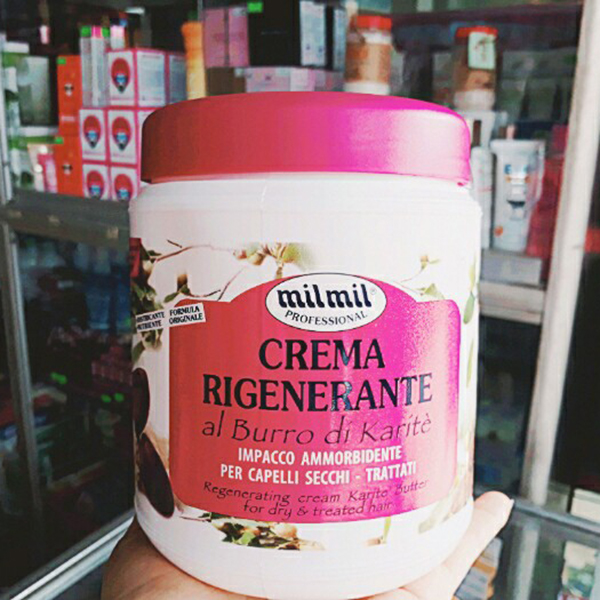 milmil
PROFESSIONAL
FORMULA
ORIGINALE
CREMA
RIGENERANTE
al Burro di Karitè
IMPACCO AMMORBIDENTE
PER CAPELLI SECCHI - TRATTATI
Regenerating cream Karitè Butter
for dry & treated hair